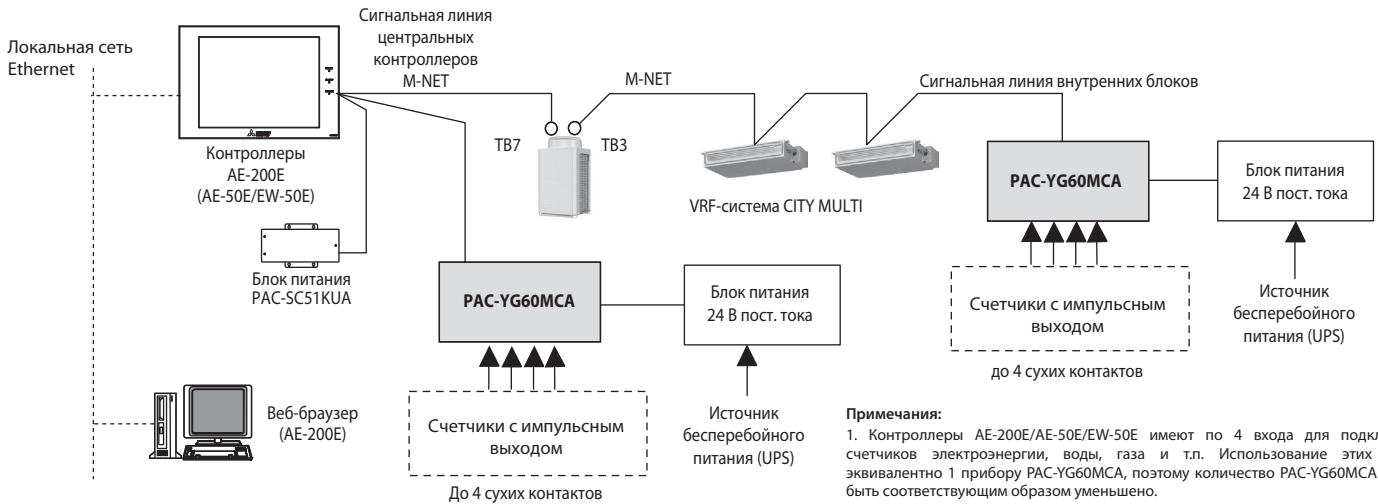 Локальная сеть
Ethernet
Сигнальная линия
центральных
контроллеров
M-NET
M-NET
Сигнальная линия внутренних блоков
Контроллеры
AE-200E
(AE-50E/EW-50E)
TB7
TB3
VRF-система CITY MULTI
PAC-YG60MCA
Блок питания
24 В пост. тока
Блок питания
PAC-SC51KUA
PAC-YG60MCA
Блок питания
24 В пост. тока
Счетчики с импульсным
выходом
до 4 сухих контактов
Источник
бесперебойного
питания (UPS)
Веб-браузер
(AE-200E)
Счетчики с импульсным
выходом
До 4 сухих контактов
Источник
бесперебойного
питания (UPS)
Примечания:
1. Контроллеры AE-200E/AE-50E/EW-50E имеют по 4 входа для
счетчиков электроэнергии, воды, газа и т.п. Использование этих
эквивалентно 1 прибору PAC-YG60MCA, поэтому количество PAC-YG60MCA
быть соответствующим образом уменьшено.